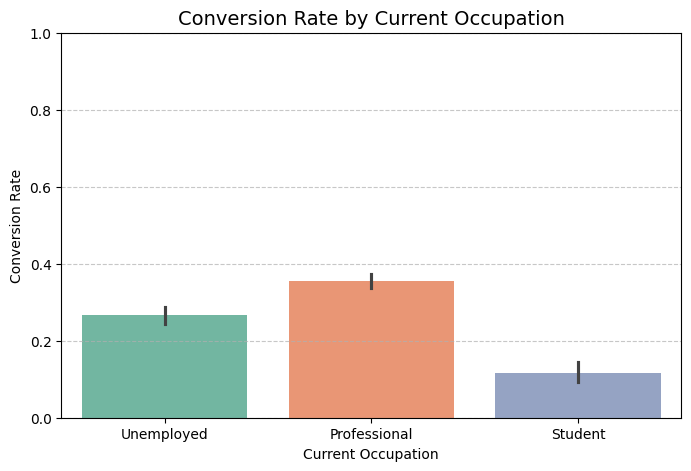 Conversion Rate by Current Occupation
1.0
0.8
0.6
0.4
0.2
0.0
Conversion Rate
Unemployed Professional Student
Current Occupation